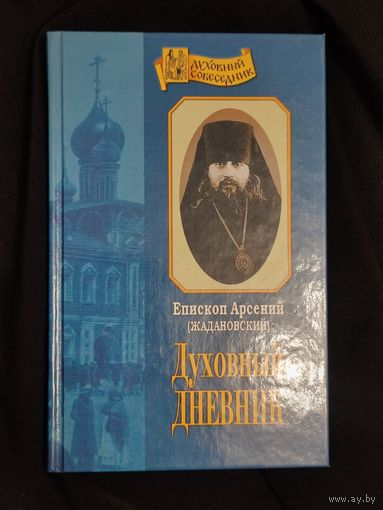 ДУХОВНЫЙ
СОБЕСЕДНИК
Епископ Арсений
(ЖАДАНОВСКИЙ)
Духовный
ДНЕВНИК
www.ay.by